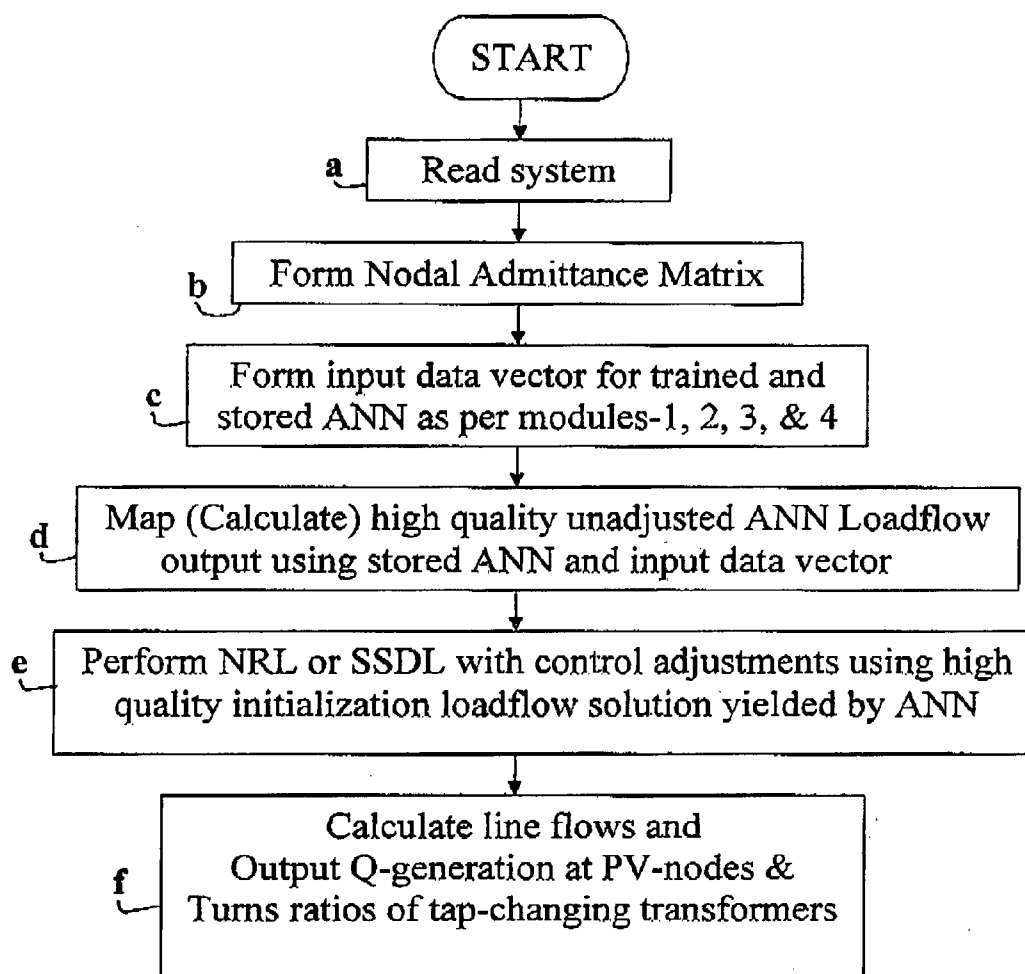 START
a
Read system
b
Form Nodal Admittance Matrix
c
Form input data vector for trained and
stored ANN as per modules-1, 2, 3, & 4
d
Map (Calculate) high quality unadjusted ANN Loadflow
output using stored ANN and input data vector
e
Perform NRL or SSDL with control adjustments using high
quality initialization loadflow solution yielded by ANN
f
Calculate line flows and
Output Q-generation at PV-nodes &
Turns ratios of tap-changing transformers